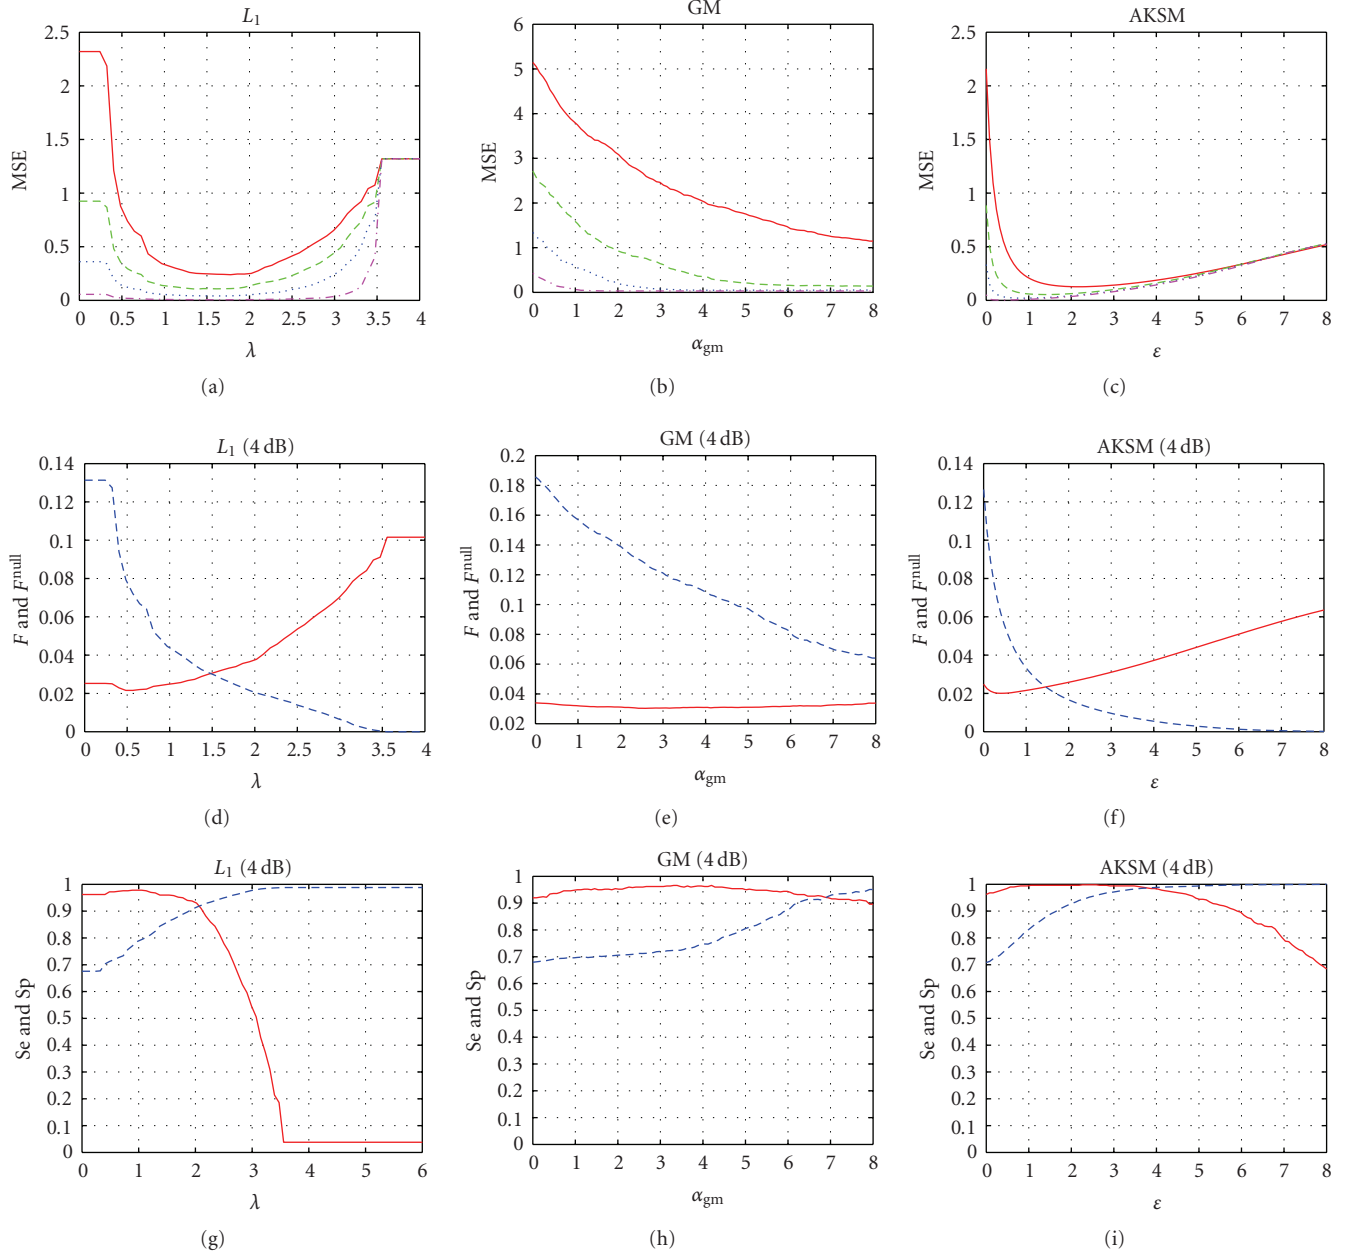 L1
2.5
2
1.5
1
0.5
0
MSE
0 0.5 1 1.5 2 2.5 3 3.5 4
λ
(a)
GM
6
5
4
3
2
1
0
MSE
0 1 2 3 4 5 6 7 8
αgm
(b)
AKSM
2.5
2
1.5
1
0.5
0
MSE
0 1 2 3 4 5 6 7 8
ε
(c)
L1 (4 dB)
0.14
0.12
0.1
0.08
0.06
0.04
0.02
0
F and Fnull
0 0.5 1 1.5 2 2.5 3 3.5 4
λ
(d)
GM (4 dB)
0.2
0.18
0.16
0.14
0.12
0.1
0.08
0.06
0.04
0.02
F and Fnull
0 1 2 3 4 5 6 7 8
αgm
(e)
AKSM (4 dB)
0.14
0.12
0.1
0.08
0.06
0.04
0.02
0
F and Fnull
0 1 2 3 4 5 6 7 8
ε
(f)
L1 (4 dB)
1
0.9
0.8
0.7
0.6
0.5
0.4
0.3
0.2
0.1
0
Se and Sp
0 1 2 3 4 5 6
λ
(g)
GM (4 dB)
1
0.9
0.8
0.7
0.6
0.5
0.4
0.3
0.2
0.1
0
Se and Sp
0 1 2 3 4 5 6 7 8
αgm
(h)
AKSM (4 dB)
1
0.9
0.8
0.7
0.6
0.5
0.4
0.3
0.2
0.1
0
Se and Sp
0 1 2 3 4 5 6 7 8
ε
(i)